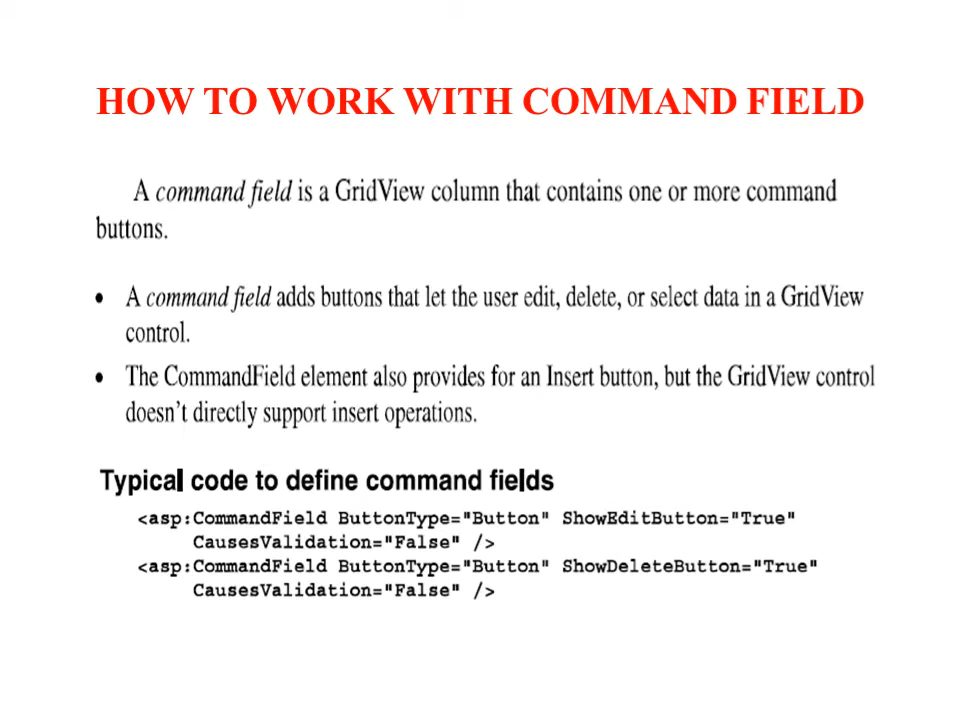 HOW TO WORK WITH COMMAND FIELD
A command field is a GridView column that contains one or more command
buttons.
• A command field adds buttons that let the user edit, delete, or select data in a GridView
control.
• The CommandField element also provides for an Insert button, but the GridView control
doesn't directly support insert operations.
Typical code to define command fields
<asp:CommandField ButtonType="Button" ShowEditButton="True"
CausesValidation="False" />
<asp:CommandField ButtonType="Button" ShowDeleteButton="True"
CausesValidation="False" />